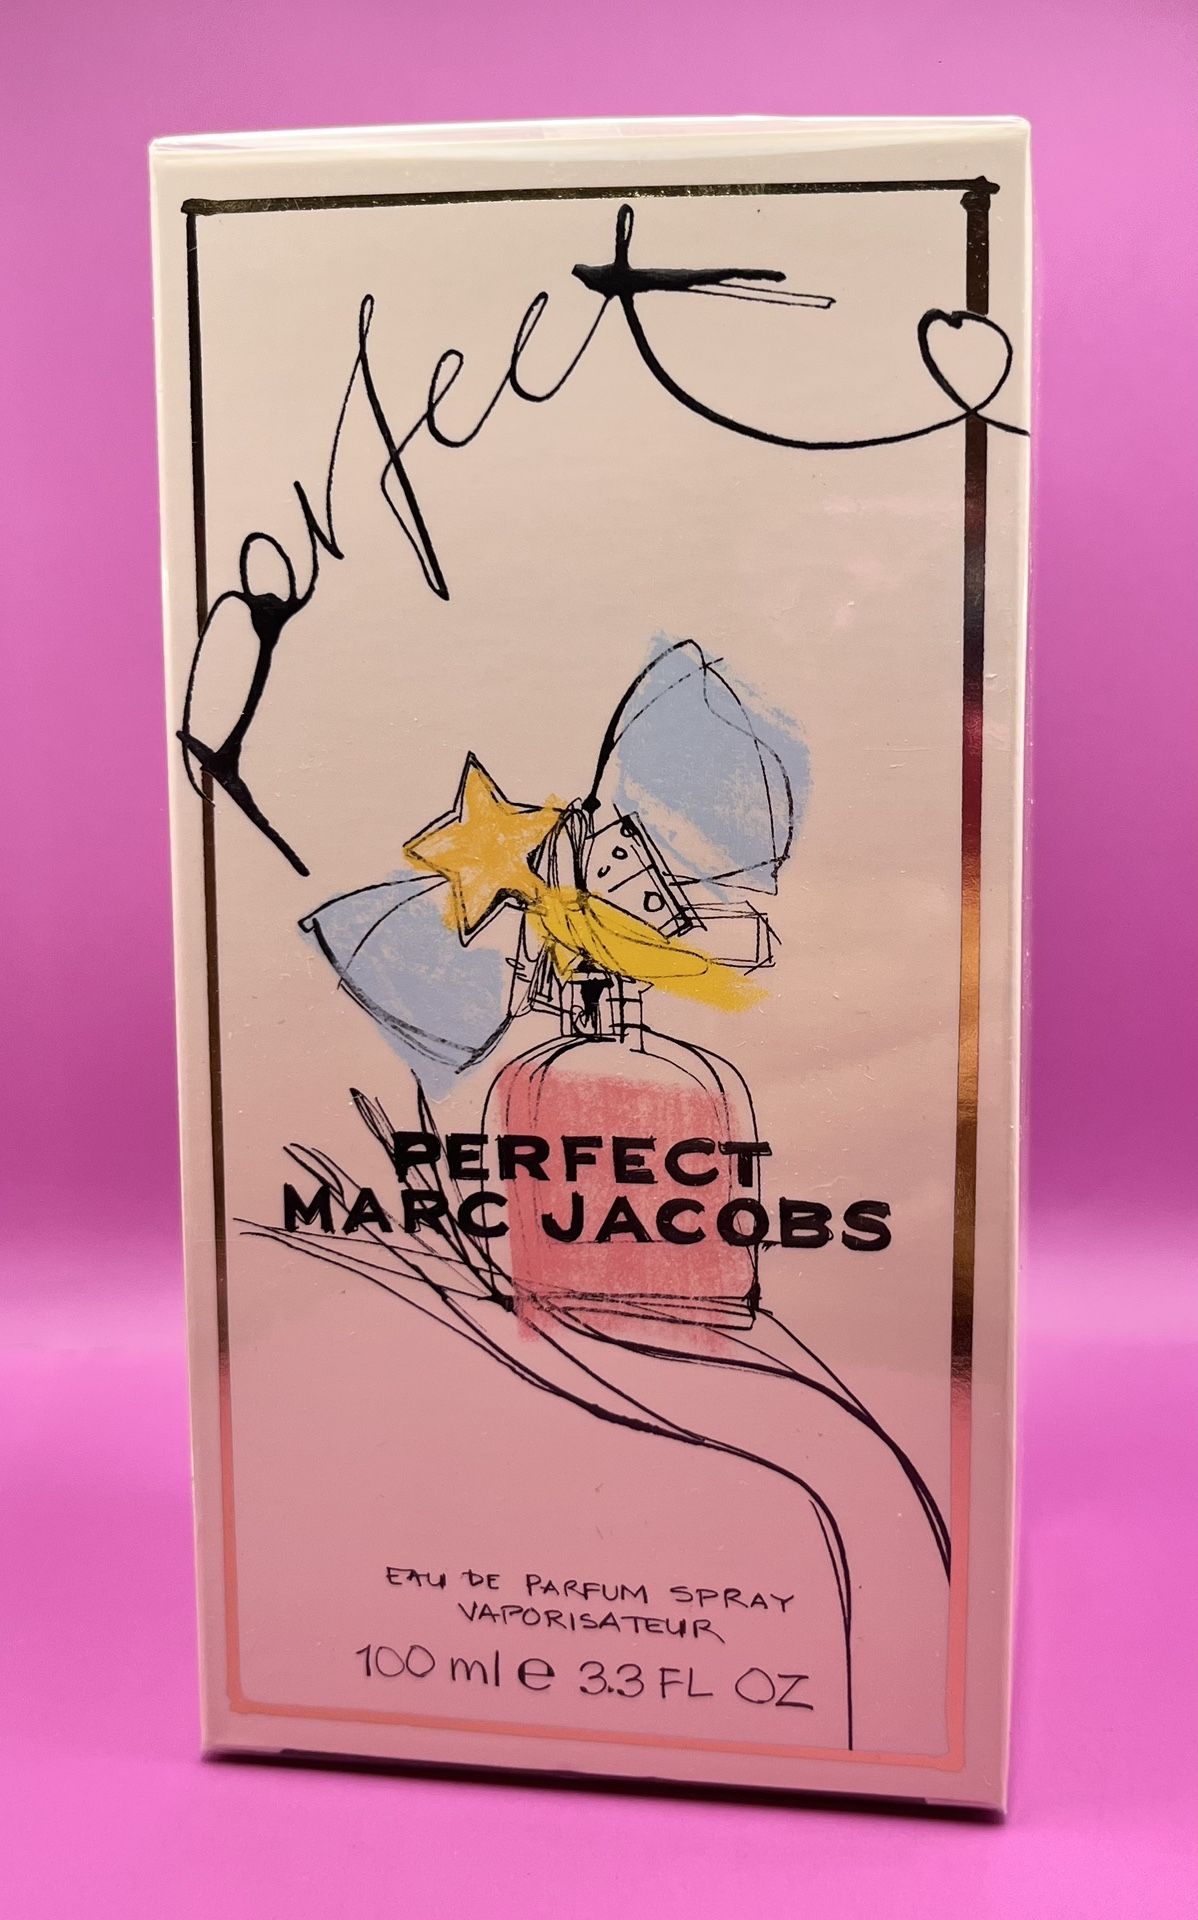 perfect
PERFECT
MARC JACOBS
EAU DE PARFUM SPRAY
VAPORISATEUR
100 ml e 3.3 FL OZ